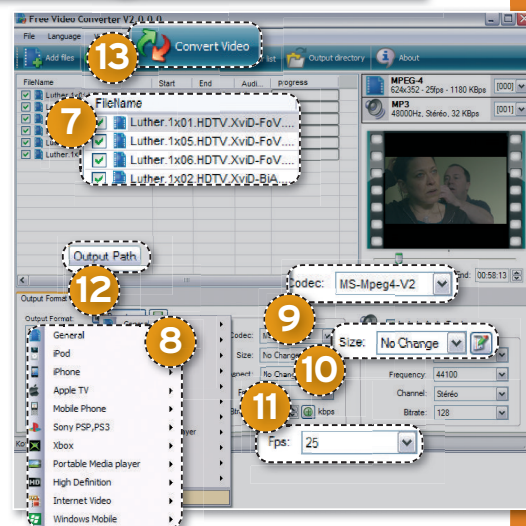 Free Video Converter V2.0.0.0
File Language
Add files
13
Convert Video
list
Output directory
About
FileName Start End Audi... progress
7
FileName
Luther.1x01.HDTV.XviD-FoV....
Luther.1x05.HDTV.XviD-FoV....
Luther.1x06.HDTV.XviD-FoV....
Luther.1x02.HDTV.XviD-BiA
MPEG-4
624x352 - 25fps - 1180 KBps
[000]
MP3
48000Hz, Stéréo, 32 KBps
[001]
Output Path
12
00:58:13
Codec: MS-Mpeg4-V2
9
Output Format:
8
General
iPod
iPhone
Apple TV
Mobile Phone
Sony PSP,PS3
Xbox
Portable Media player
High Definition
Internet Video
Windows Mobile
Size: No Change
10
Size: No Change
11
kbps
Fps: 25
Frequency: 44100
Channel: Stéréo
Bitrate: 128